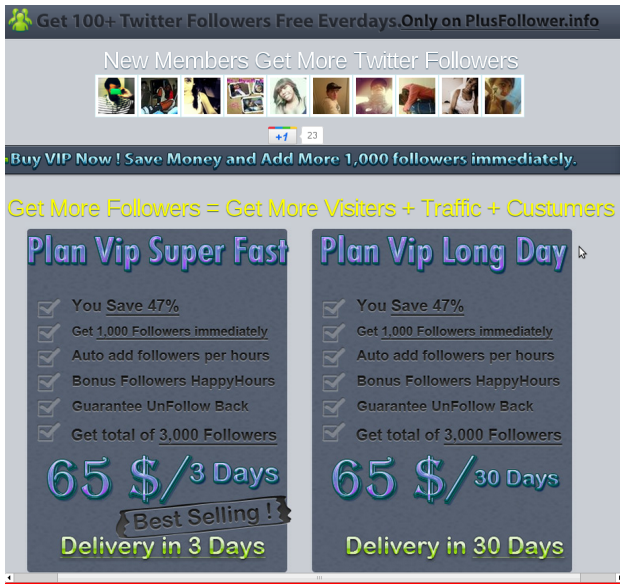 Get 100+ Twitter Followers Free Everdays.Only on PlusFollower.info
New Members Get More Twitter Followers
+1 23
Buy VIP Now ! Save Money and Add More 1,000 followers immediately.
Get More Followers = Get More Visiters + Traffic + Custumers
Plan Vip Super Fast
You Save 47%
Get 1,000 Followers immediately
Auto add followers per hours
Bonus Followers HappyHours
Guarantee UnFollow Back
Get total of 3,000 Followers
65 $/3 Days
Best Selling !
Delivery in 3 Days
Plan Vip Long Day
You Save 47%
Get 1,000 Followers immediately
Auto add followers per hours
Bonus Followers HappyHours
Guarantee UnFollow Back
Get total of 3,000 Followers
65 $/30 Days
Delivery in 30 Days